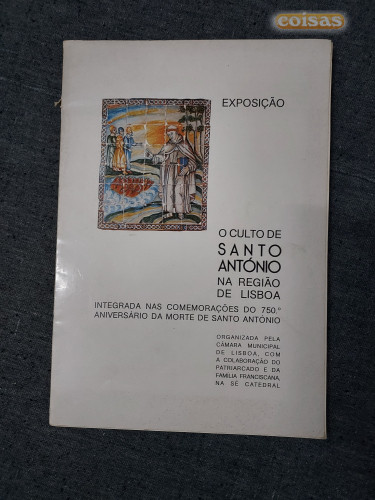 coisas
EXPOSIÇÃO
O CULTO DE
SANTO
ANTÓNIO
NA REGIÃO
DE LISBOA
INTEGRADA NAS COMEMORAÇÕES DO 750.º
ANIVERSÁRIO DA MORTE DE SANTO ANTÓNIO
ORGANIZADA PELA
CÂMARA MUNICIPAL
DE LISBOA, COM
A COLABORAÇÃO DO
PATRIARCADO E DA
FAMÍLIA FRANCISCANA,
NA SÉ CATEDRAL